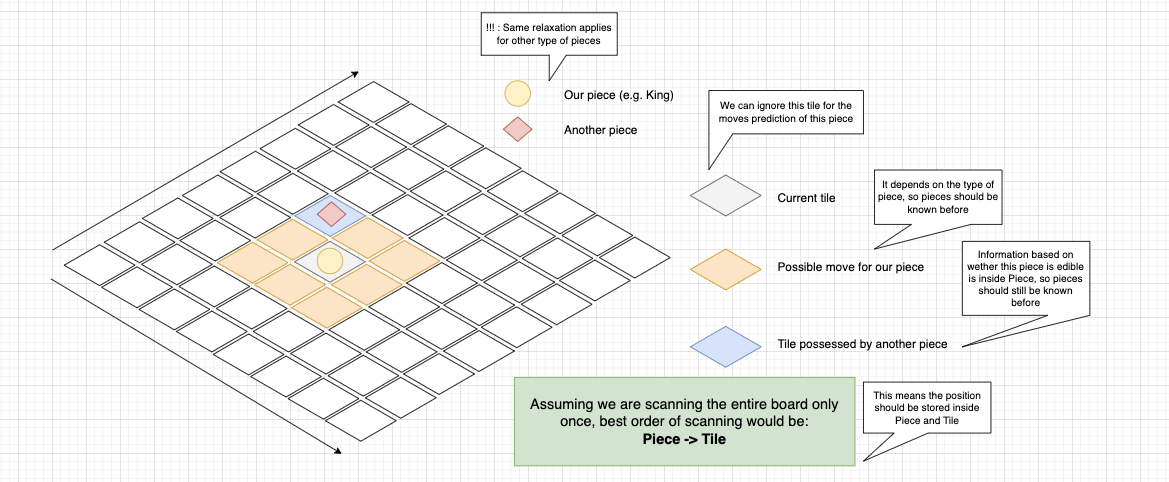 !!! : Same relaxation applies
for other type of pieces
Our piece (e.g. King)
Another piece
We can ignore this tile for the
moves prediction of this piece
Current tile
It depends on the type of
piece, so pieces should be
known before
Possible move for our piece
Information based on
wether this piece is edible
is inside Piece, so pieces
should still be known
before
Tile possessed by another piece
Assuming we are scanning the entire board only
once, best order of scanning would be:
Piece -> Tile
This means the position
should be stored inside
Piece and Tile